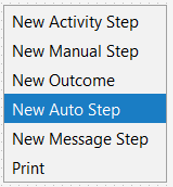 New Activity Step
New Manual Step
New Outcome
New Auto Step
New Message Step
Print